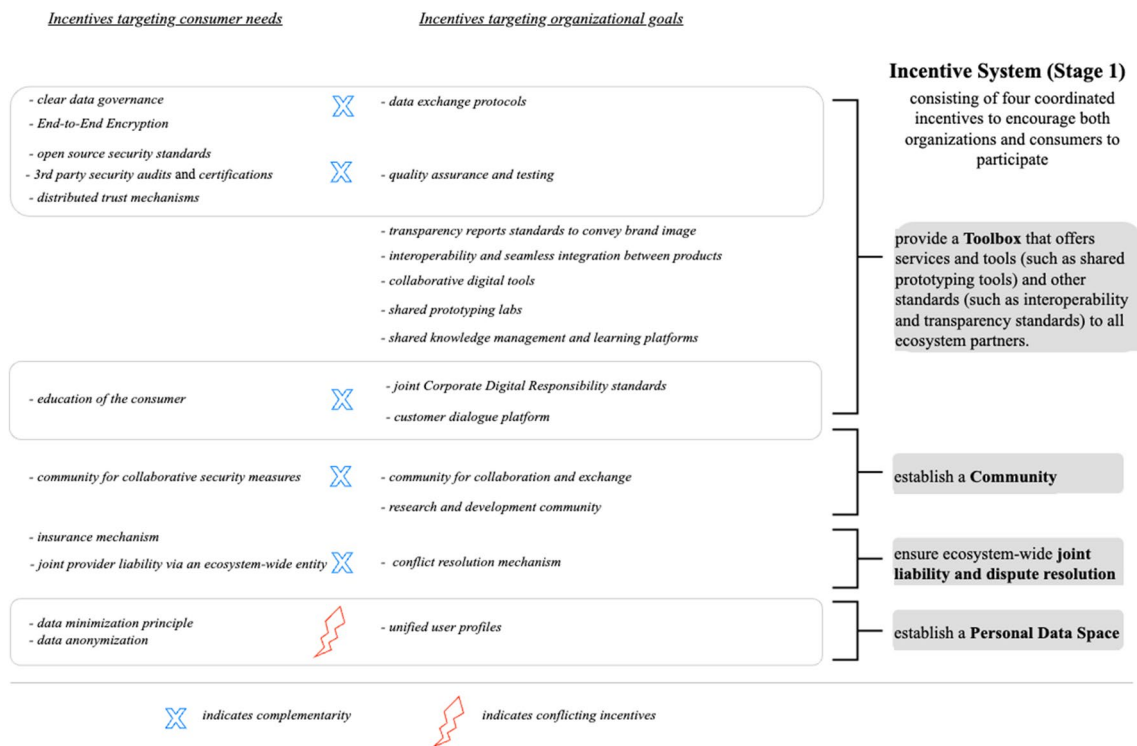 Incentives targeting consumer needs
Incentives targeting organizational goals
Incentive System (Stage 1)
consisting of four coordinated
incentives to encourage both
organizations and consumers to
participate
- clear data governance
- End-to-End Encryption
- data exchange protocols
- open source security standards
- 3rd party security audits and certifications
- distributed trust mechanisms
- quality assurance and testing
- transparency reports standards to convey brand image
- interoperability and seamless integration between products
- collaborative digital tools
- shared prototyping labs
- shared knowledge management and learning platforms
provide a Toolbox that offers
services and tools (such as shared
prototyping tools) and other
standards (such as interoperability
and transparency standards) to all
ecosystem partners.
- education of the consumer
- joint Corporate Digital Responsibility standards
- customer dialogue platform
- community for collaborative security measures
- community for collaboration and exchange
- research and development community
establish a Community
- insurance mechanism
- joint provider liability via an ecosystem-wide entity
- conflict resolution mechanism
ensure ecosystem-wide joint
liability and dispute resolution
- data minimization principle
- data anonymization
- unified user profiles
establish a Personal Data Space
indicates complementarity
indicates conflicting incentives